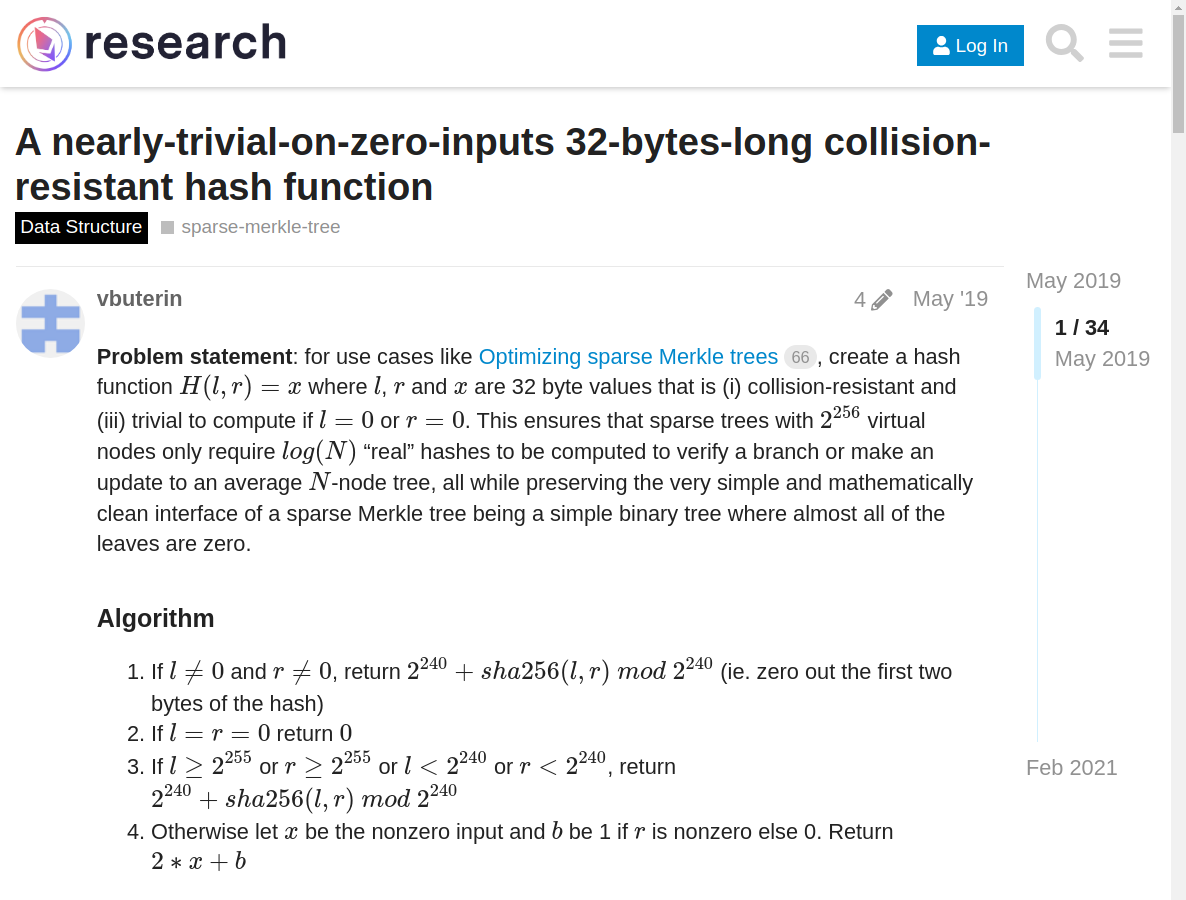 research
Log In
A nearly-trivial-on-zero-inputs 32-bytes-long collision-
resistant hash function
Data Structure sparse-merkle-tree
May 2019
vbuterin 4 May '19
1 / 34
May 2019
Problem statement: for use cases like Optimizing sparse Merkle trees 66, create a hash
function H(l, r) = x where l, r and x are 32 byte values that is (i) collision-resistant and
(iii) trivial to compute if l = 0 or r = 0. This ensures that sparse trees with 2^256 virtual
nodes only require log(N) “real” hashes to be computed to verify a branch or make an
update to an average N-node tree, all while preserving the very simple and mathematically
clean interface of a sparse Merkle tree being a simple binary tree where almost all of the
leaves are zero.
Algorithm
1. If l ≠ 0 and r ≠ 0, return 2^240 + sha256(l, r) mod 2^240 (ie. zero out the first two
bytes of the hash)
2. If l = r = 0 return 0
3. If l ≥ 2^255 or r ≥ 2^255 or l < 2^240 or r < 2^240, return
2^240 + sha256(l, r) mod 2^240
Feb 2021
4. Otherwise let x be the nonzero input and b be 1 if r is nonzero else 0. Return
2 * x + b